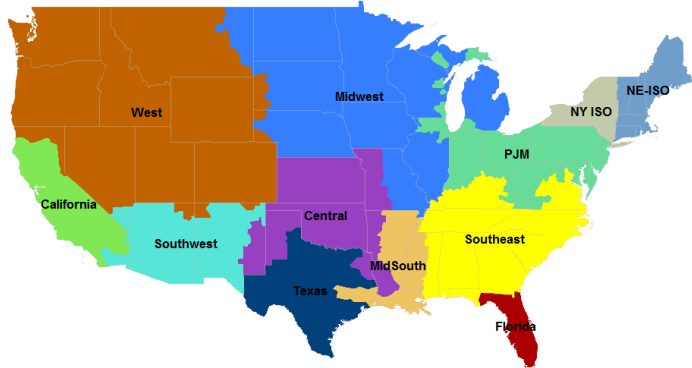 NE-ISO
Midwest
West
NY ISO
PJM
California
Central
Southwest
Southeast
MidSouth
Texas
Florida